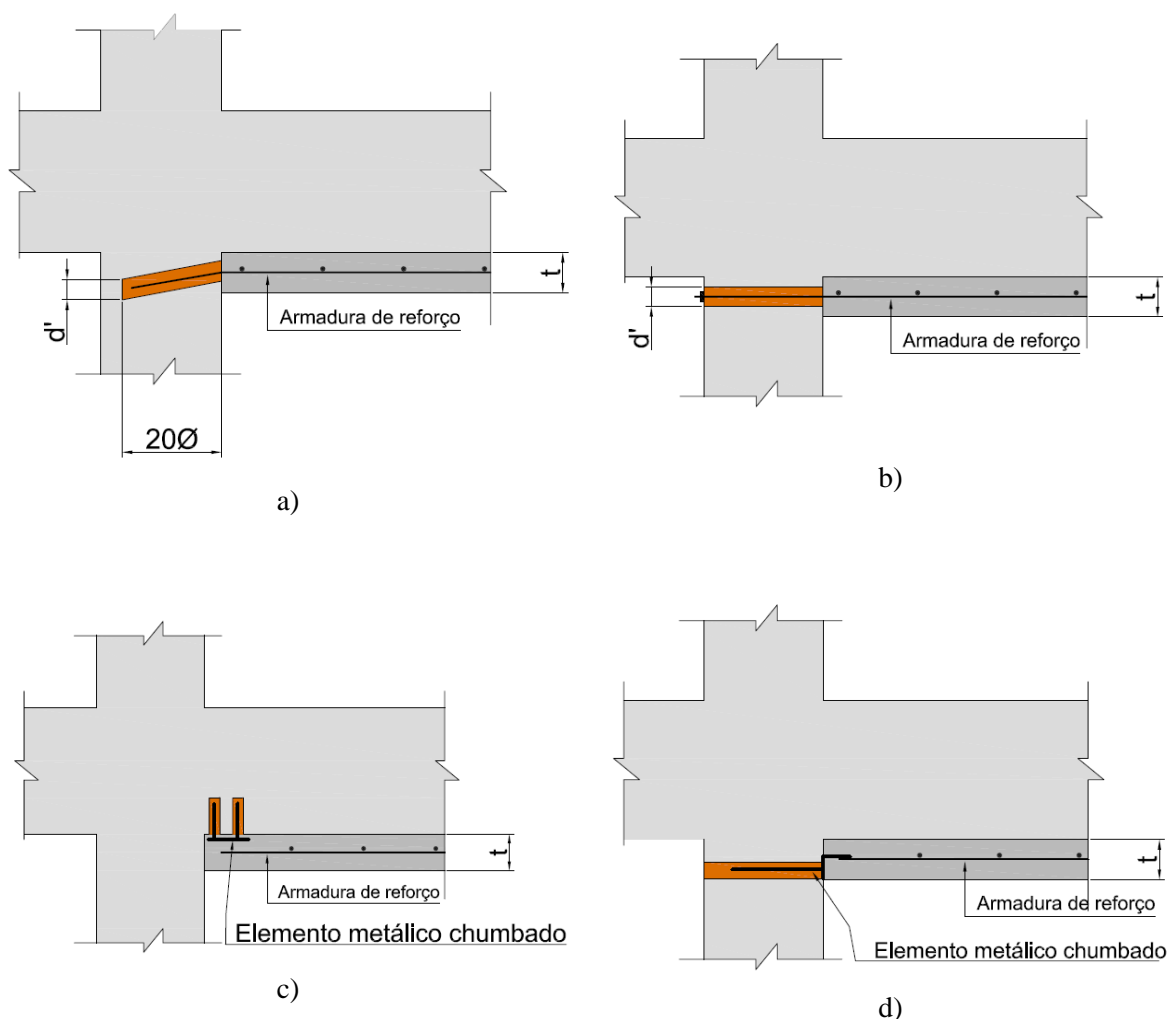 d'
Armadura de reforço
t
20Ø
a)
d'
Armadura de reforço
t
b)
t
Armadura de reforço
Elemento metálico chumbado
c)
t
Armadura de reforço
Elemento metálico chumbado
d)